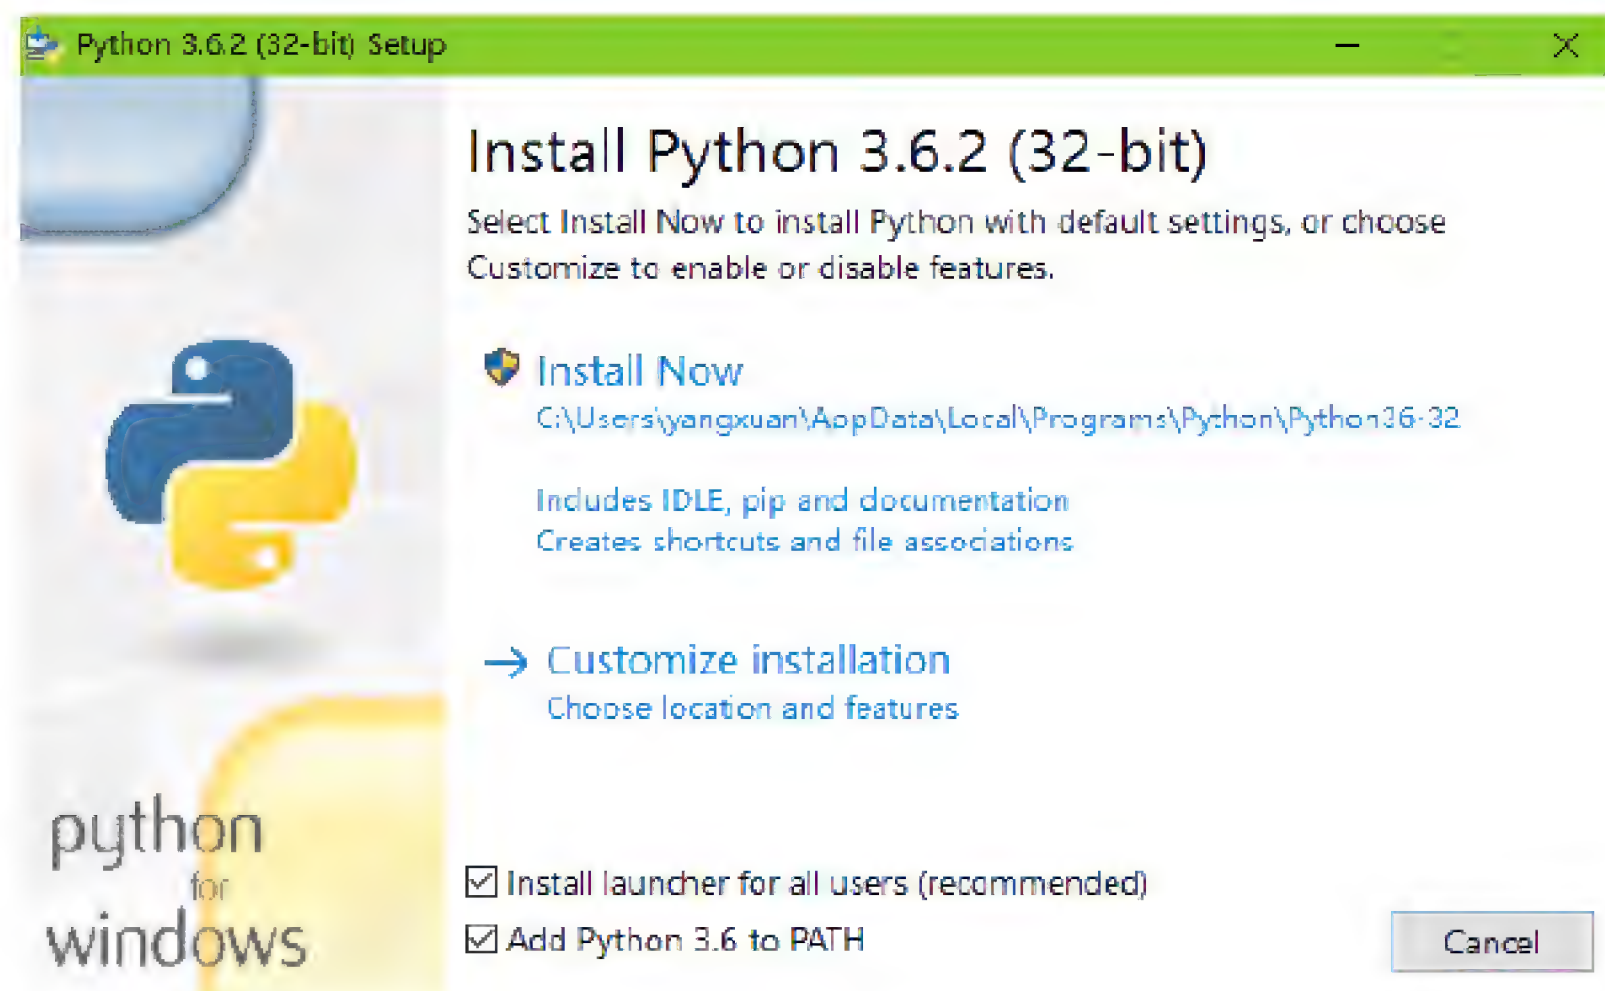 Python 3.6.2 (32-bit) Setup
Install Python 3.6.2 (32-bit)
Select Install Now to install Python with default settings, or choose
Customize to enable or disable features.
Install Now
C:\Users\yangxuan\AppData\Local\Programs\Python\Python36-32
Includes IDLE, pip and documentation
Creates shortcuts and file associations
Customize installation
Choose location and features
python
for
windows
Install launcher for all users (recommended)
Add Python 3.6 to PATH
Cancel